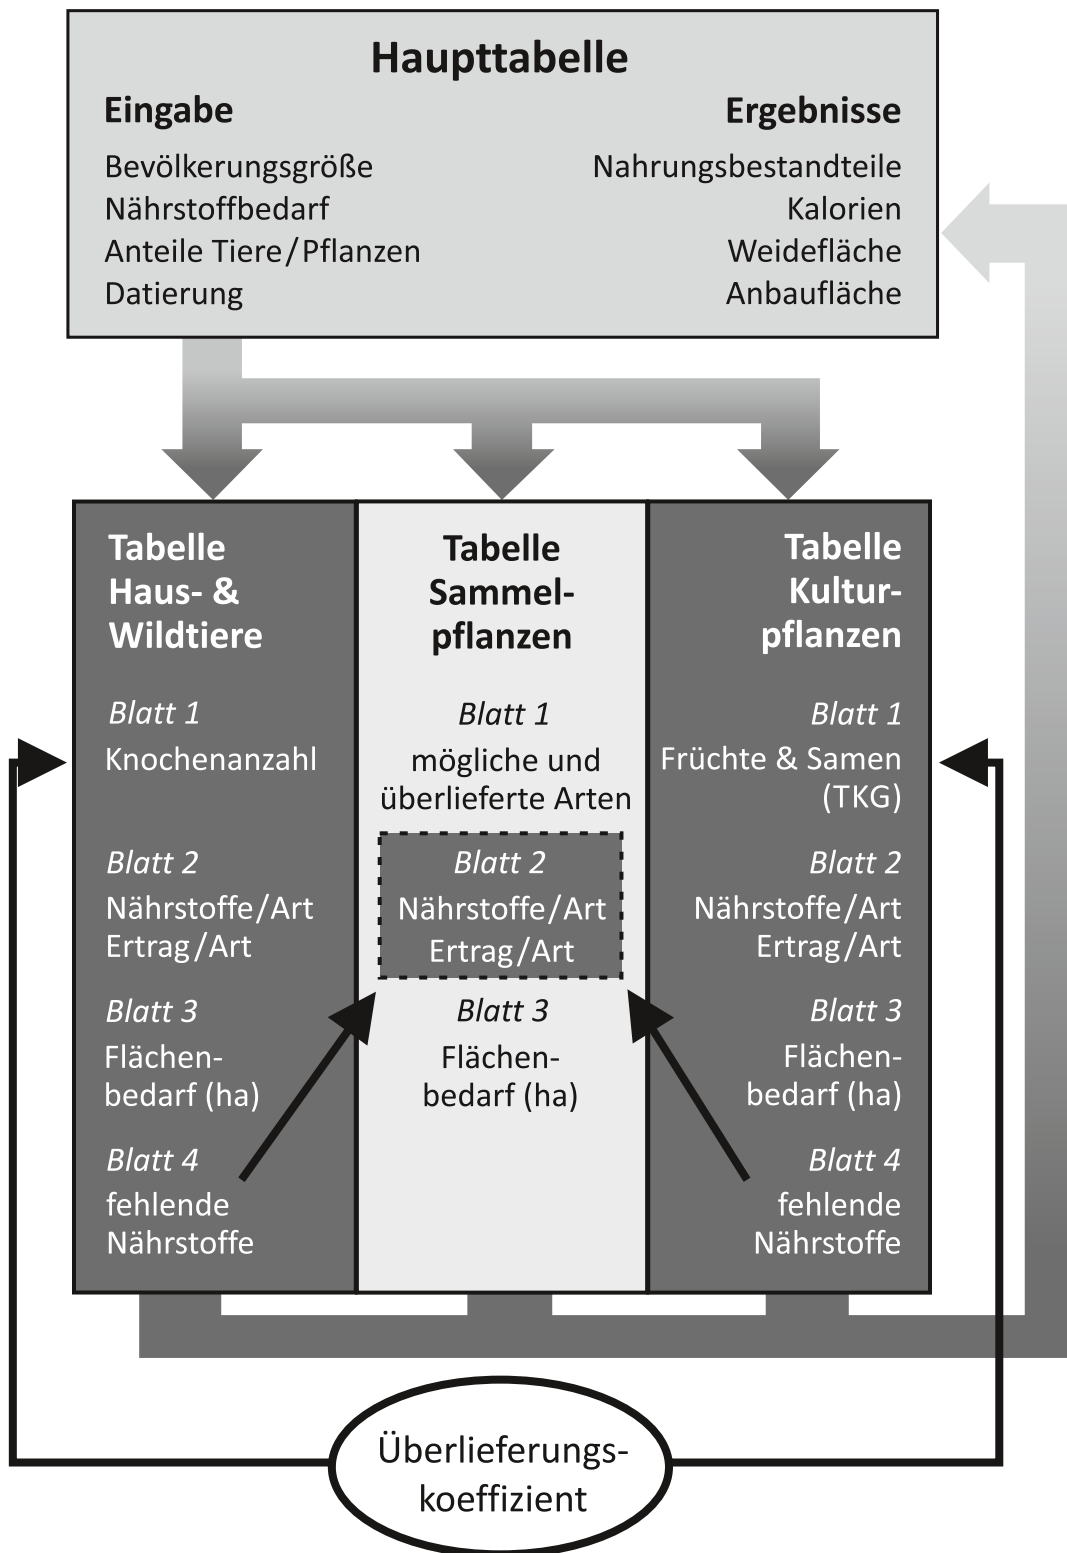 Haupttabelle
Eingabe
Bevölkerungsgröße
Nährstoffbedarf
Anteile Tiere/Pflanzen
Datierung
Ergebnisse
Nahrungsbestandteile
Kalorien
Weidefläche
Anbaufläche
Tabelle
Haus- &
Wildtiere
Blatt 1
Knochenanzahl
Blatt 2
Nährstoffe/Art
Ertrag/Art
Blatt 3
Flächen-
bedarf (ha)
Blatt 4
fehlende
Nährstoffe
Tabelle
Sammel-
pflanzen
Blatt 1
mögliche und
überlieferte Arten
Blatt 2
Nährstoffe/Art
Ertrag/Art
Blatt 3
Flächen-
bedarf (ha)
Tabelle
Kultur-
pflanzen
Blatt 1
Früchte & Samen
(TKG)
Blatt 2
Nährstoffe/Art
Ertrag/Art
Blatt 3
Flächen-
bedarf (ha)
Blatt 4
fehlende
Nährstoffe
Überlieferungs-
koeffizient